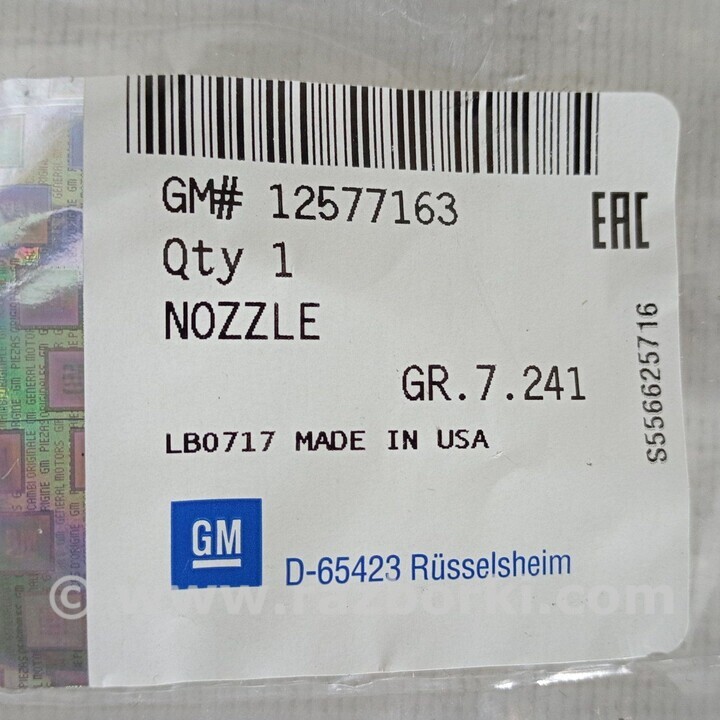 GM# 12577163
EAC
Qty 1
NOZZLE
GR.7.241
S556625716
LB0717 MADE IN USA
GM
D-65423 Rüsselsheim